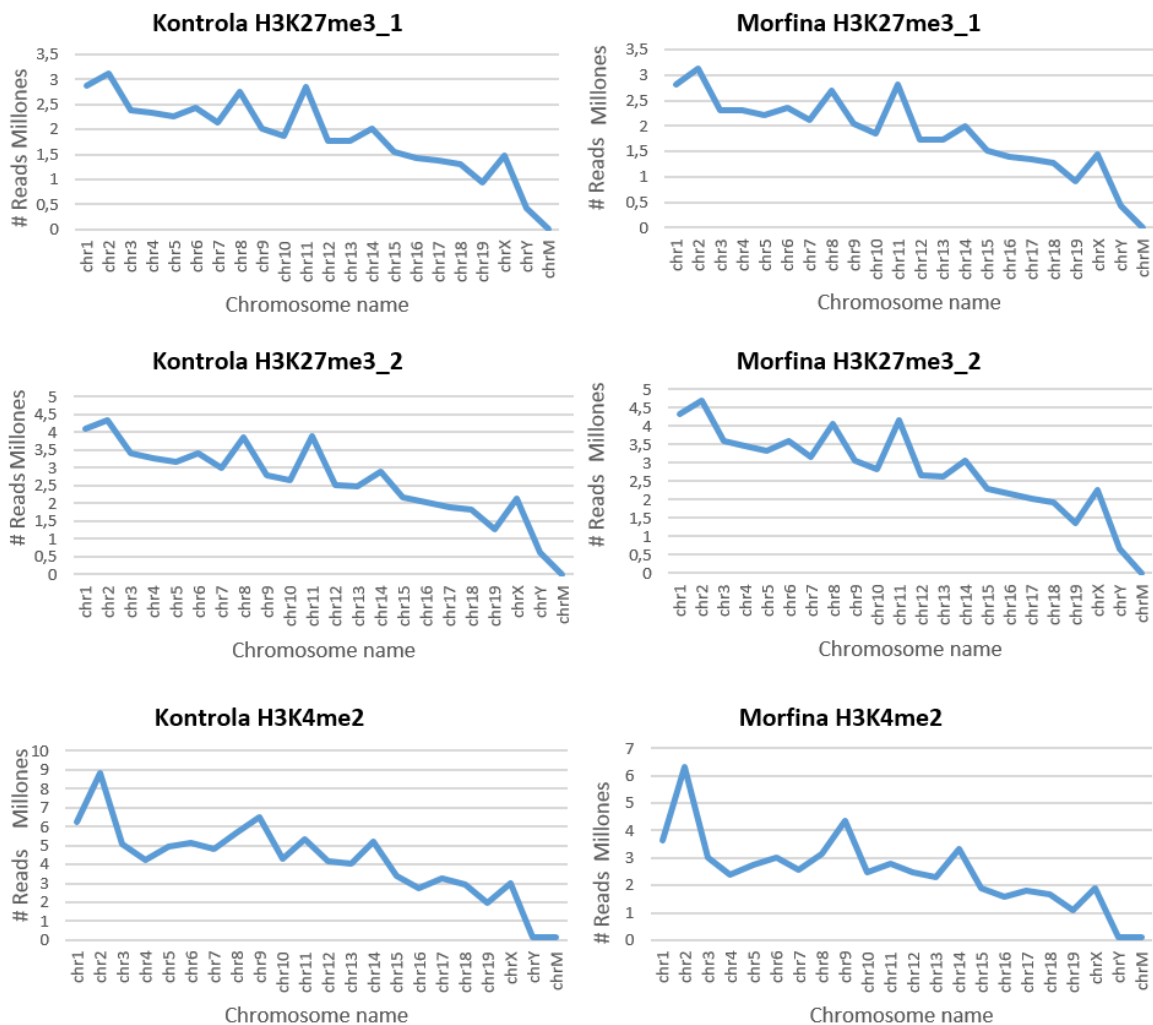 Kontrola H3K27me3_1
# Reads Millones
3,5
3
2,5
2
1,5
1
0,5
0
chr1 chr2 chr3 chr4 chr5 chr6 chr7 chr8 chr9 chr10 chr11 chr12 chr13 chr14 chr15 chr16 chr17 chr18 chr19 chrX chrY chrM
Chromosome name
Morfina H3K27me3_1
# Reads Millones
3,5
3
2,5
2
1,5
1
0,5
0
chr1 chr2 chr3 chr4 chr5 chr6 chr7 chr8 chr9 chr10 chr11 chr12 chr13 chr14 chr15 chr16 chr17 chr18 chr19 chrX chrY chrM
Chromosome name
Kontrola H3K27me3_2
# Reads Millones
5
4,5
4
3,5
3
2,5
2
1,5
1
0,5
0
chr1 chr2 chr3 chr4 chr5 chr6 chr7 chr8 chr9 chr10 chr11 chr12 chr13 chr14 chr15 chr16 chr17 chr18 chr19 chrX chrY chrM
Chromosome name
Morfina H3K27me3_2
# Reads Millones
5
4,5
4
3,5
3
2,5
2
1,5
1
0,5
0
chr1 chr2 chr3 chr4 chr5 chr6 chr7 chr8 chr9 chr10 chr11 chr12 chr13 chr14 chr15 chr16 chr17 chr18 chr19 chrX chrY chrM
Chromosome name
Kontrola H3K4me2
# Reads Millones
10
9
8
7
6
5
4
3
2
1
0
chr1 chr2 chr3 chr4 chr5 chr6 chr7 chr8 chr9 chr10 chr11 chr12 chr13 chr14 chr15 chr16 chr17 chr18 chr19 chrX chrY chrM
Chromosome name
Morfina H3K4me2
# Reads Millones
7
6
5
4
3
2
1
0
chr1 chr2 chr3 chr4 chr5 chr6 chr7 chr8 chr9 chr10 chr11 chr12 chr13 chr14 chr15 chr16 chr17 chr18 chr19 chrX chrY chrM
Chromosome name